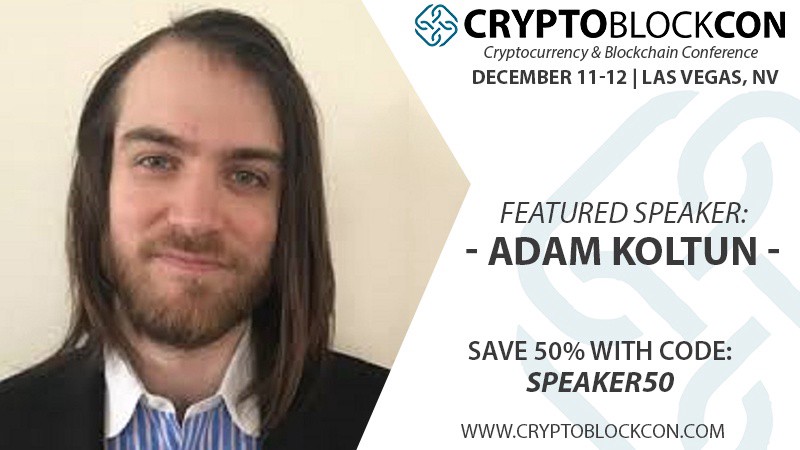 CRYPTOBLOCKCON
Cryptocurrency & Blockchain Conference
DECEMBER 11-12 | LAS VEGAS, NV
FEATURED SPEAKER:
- ADAM KOLTUN -
SAVE 50% WITH CODE:
SPEAKER50
WWW.CRYPTOBLOCKCON.COM